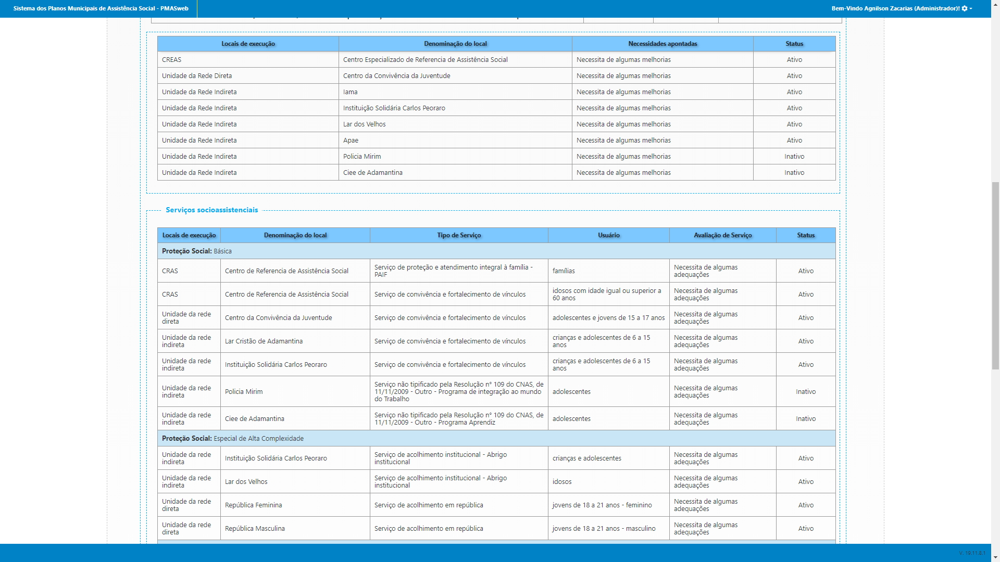 Sistema dos Planos Municipais de Assistência Social - PMASweb
Bem-Vindo Agnilson Zacarias (Administrador)!
Locais de execução Denominação do local Necessidades apontadas Status
CREAS Centro Especializado de Referencia de Assistência Social Necessita de algumas melhorias Ativo
Unidade da Rede Direta Centro da Convivência da Juventude Necessita de algumas melhorias Ativo
Unidade da Rede Indireta Iama Necessita de algumas melhorias Ativo
Unidade da Rede Indireta Instituição Solidária Carlos Peoraro Necessita de algumas melhorias Ativo
Unidade da Rede Indireta Lar dos Velhos Necessita de algumas melhorias Ativo
Unidade da Rede Indireta Apae Necessita de algumas melhorias Ativo
Unidade da Rede Indireta Policia Mirim Necessita de algumas melhorias Inativo
Unidade da Rede Indireta Ciee de Adamantina Necessita de algumas melhorias Inativo
Serviços socioassistenciais
Locais de execução Denominação do local Tipo de Serviço Usuário Avaliação de Serviço Status
Proteção Social: Básica
CRAS
Centro de Referencia de Assistência Social
Serviço de proteção e atendimento integral à família -
PAIF
famílias
Necessita de algumas
adequações
Ativo
CRAS
Centro de Referencia de Assistência Social
Serviço de convivência e fortalecimento de vínculos
idosos com idade igual ou superior a
60 anos
Necessita de algumas
adequações
Ativo
Unidade da rede
direta
Centro da Convivência da Juventude
Serviço de convivência e fortalecimento de vínculos
adolescentes e jovens de 15 a 17 anos
Necessita de algumas
adequações
Ativo
Unidade da rede
indireta
Lar Cristão de Adamantina
Serviço de convivência e fortalecimento de vínculos
crianças e adolescentes de 6 a 15
anos
Necessita de algumas
adequações
Ativo
Unidade da rede
indireta
Instituição Solidária Carlos Peoraro
Serviço de convivência e fortalecimento de vínculos
crianças e adolescentes de 6 a 15
anos
Necessita de algumas
adequações
Ativo
Unidade da rede
indireta
Policia Mirim
Serviço não tipificado pela Resolução n° 109 do CNAS, de
11/11/2009 - Outro - Programa de integração ao mundo
do Trabalho
adolescentes
Necessita de algumas
adequações
Inativo
Unidade da rede
indireta
Ciee de Adamantina
Serviço não tipificado pela Resolução n° 109 do CNAS, de
11/11/2009 - Outro - Programa Aprendiz
adolescentes
Necessita de algumas
adequações
Inativo
Proteção Social: Especial de Alta Complexidade
Unidade da rede
indireta
Instituição Solidária Carlos Peoraro
Serviço de acolhimento institucional - Abrigo
institucional
crianças e adolescentes
Necessita de algumas
adequações
Ativo
Unidade da rede
indireta
Lar dos Velhos
Serviço de acolhimento institucional - Abrigo
institucional
idosos
Necessita de algumas
adequações
Ativo
Unidade da rede
direta
República Feminina
Serviço de acolhimento em república
jovens de 18 a 21 anos - feminino
Necessita de algumas
adequações
Ativo
Unidade da rede
direta
República Masculina
Serviço de acolhimento em república
jovens de 18 a 21 anos - masculino
Necessita de algumas
adequações
Ativo
V. 19.11.8.1